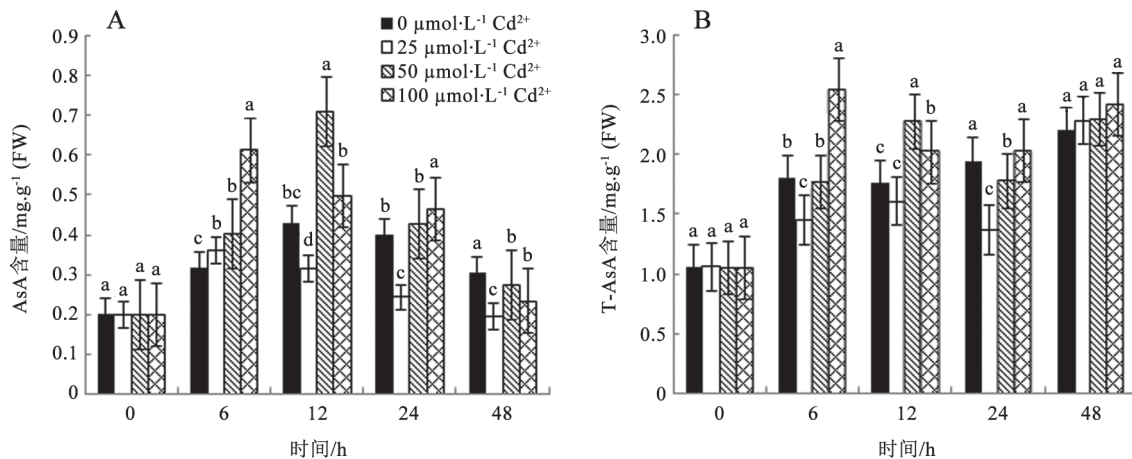 A
0 μmol·L⁻¹ Cd²⁺
25 μmol·L⁻¹ Cd²⁺
50 μmol·L⁻¹ Cd²⁺
100 μmol·L⁻¹ Cd²⁺
AsA含量/mg.g⁻¹ (FW)
0.9
0.8
0.7
0.6
0.5
0.4
0.3
0.2
0.1
0
a a a a
c b b a
bc d a b
a c b a
a c b b
0 6 12 24 48
时间/h
B
T-AsA含量/mg.g⁻¹ (FW)
3.0
2.5
2.0
1.5
1.0
0.5
0
a a a a
b c b a
c c a b
a c b a
a a a a
0 6 12 24 48
时间/h